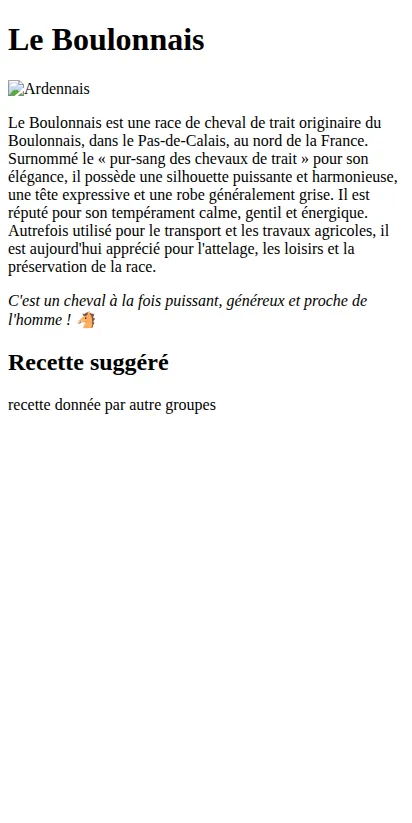 Le Boulonnais
Ardennais
Le Boulonnais est une race de cheval de trait originaire du
Boulonnais, dans le Pas-de-Calais, au nord de la France.
Surnommé le « pur-sang des chevaux de trait » pour son
élégance, il possède une silhouette puissante et harmonieuse,
une tête expressive et une robe généralement grise. Il est
réputé pour son tempérament calme, gentil et énergique.
Autrefois utilisé pour le transport et les travaux agricoles, il
est aujourd'hui apprécié pour l'attelage, les loisirs et la
préservation de la race.
C'est un cheval à la fois puissant, généreux et proche de
l'homme ! 🐴
Recette suggéré
recette donnée par autre groupes